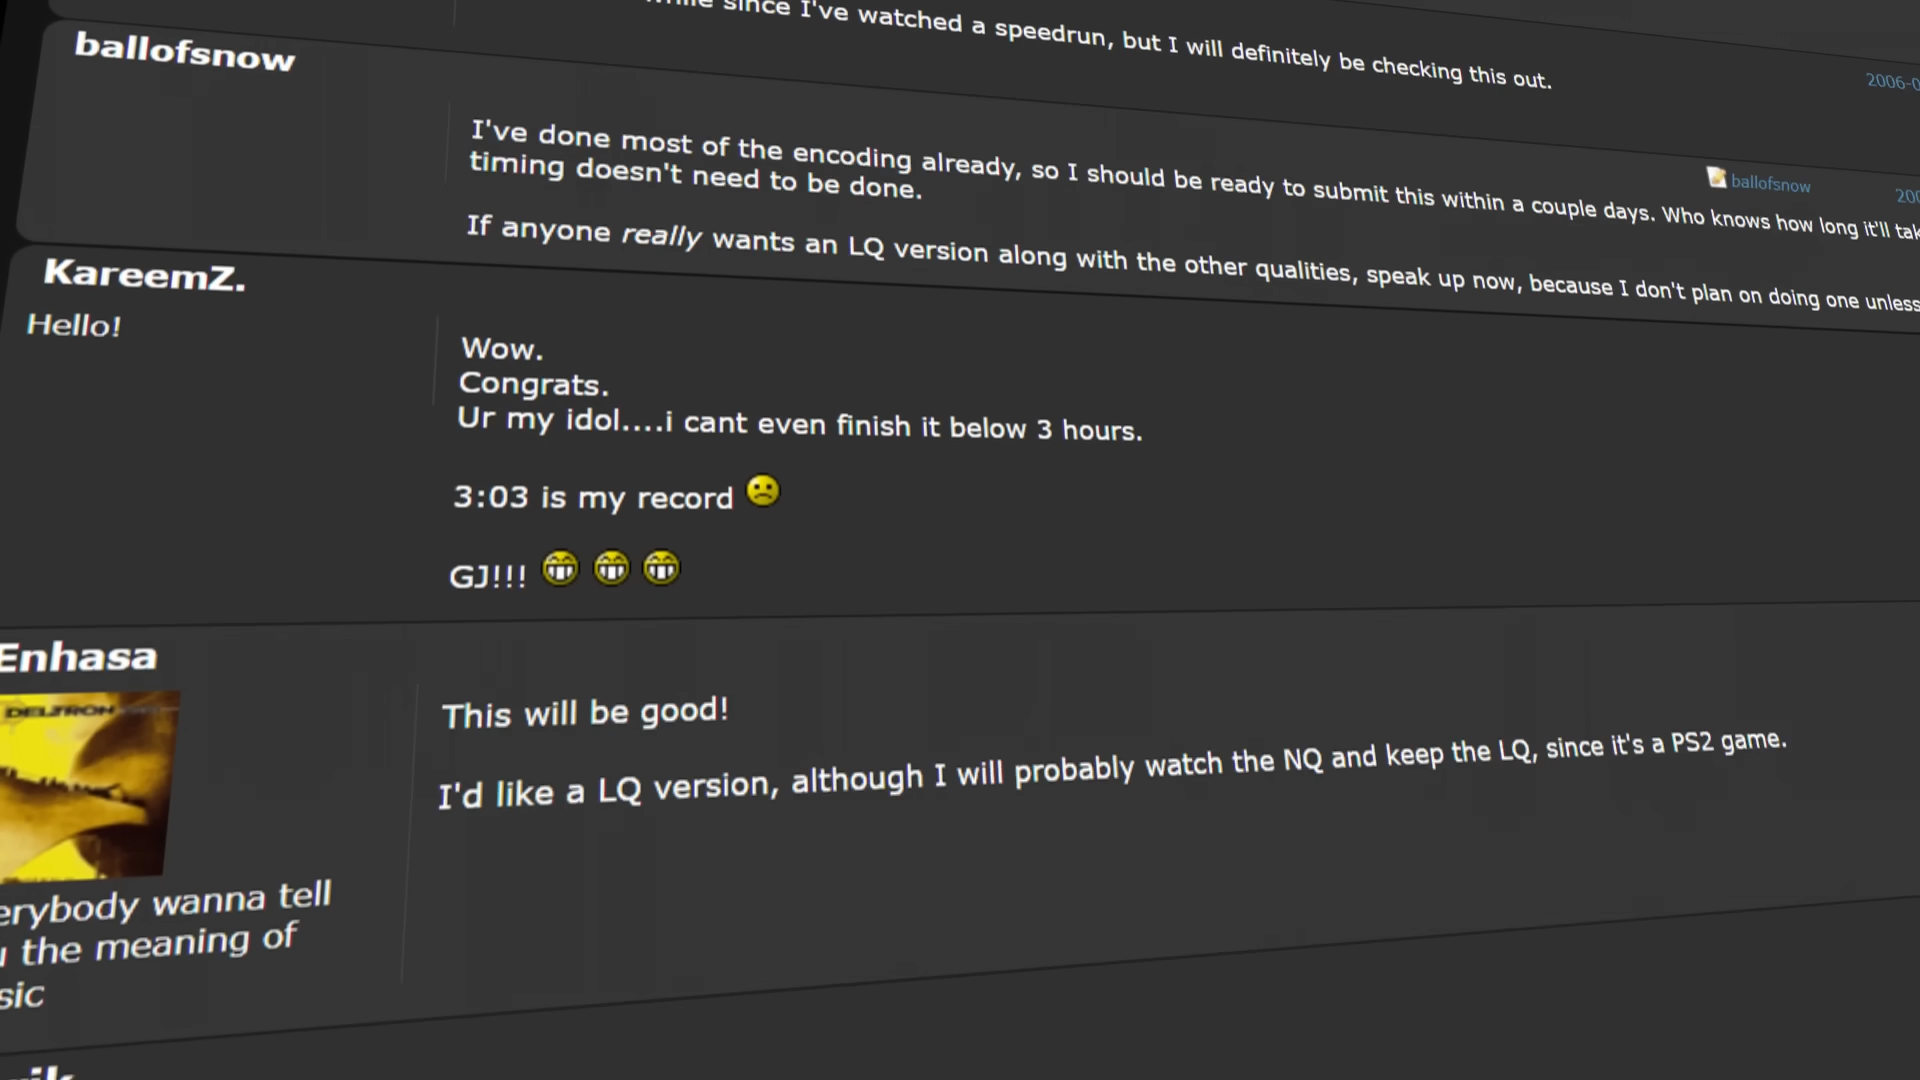 since I've watched a speedrun, but I will definitely be checking this out.
ballofsnow
I've done most of the encoding already, so I should be ready to submit this within a couple days. Who knows how long it'll
timing doesn't need to be done.
ballofsnow
If anyone really wants an LQ version along with the other qualities, speak up now, because I don't plan on doing one unless
KareemZ.
Hello!
Wow.
Congrats.
Ur my idol....i cant even finish it below 3 hours.
3:03 is my record
GJ!!!
Enhasa
DELTRON
This will be good!
I'd like a LQ version, although I will probably watch the NQ and keep the LQ, since it's a PS2 game.
erybody wanna tell
the meaning of
sic